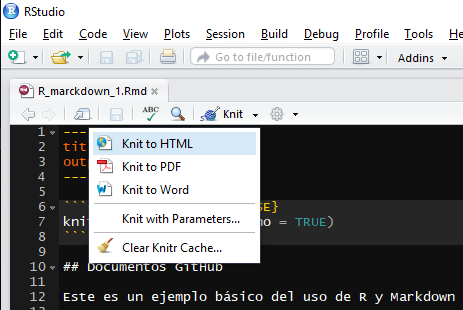 RStudio
File Edit Code View Plots Session Build Debug Profile
Go to file/function Addins
R_marckdown_1.Rmd
ABC Knit
1 ---
2 tit
3 out
4 ---
5
6 ``` SE}
7 knit no = TRUE)
8 ```
Knit to HTML
Knit to PDF
Knit to Word
Knit with Parameters...
Clear Knitr Cache...
9
10 ## Documentos GitHub
11
12 Este es un ejemplo básico del uso de R y Markdown